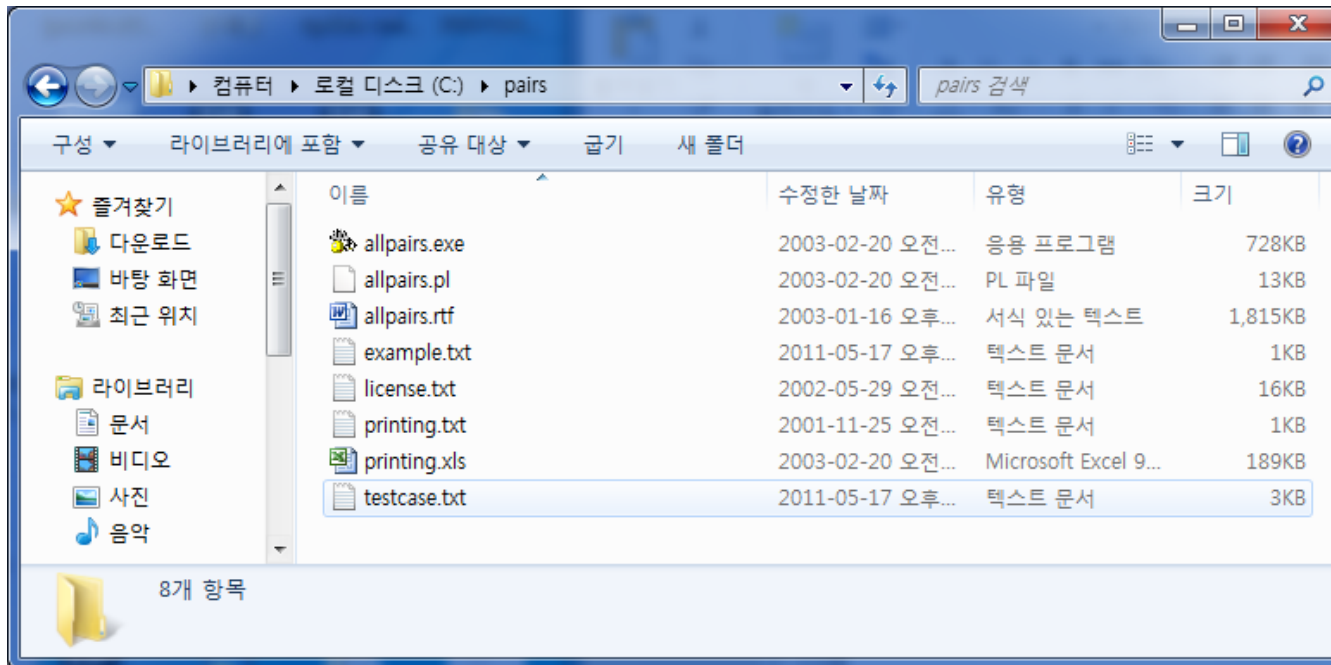 컴퓨터 ▸ 로컬 디스크 (C:) ▸ pairs
pairs 검색
구성 라이브러리에 포함 공유 대상 굽기 새 폴더
즐겨찾기
다운로드
바탕 화면
최근 위치
라이브러리
문서
비디오
사진
음악
이름 수정한 날짜 유형 크기
allpairs.exe 2003-02-20 오전... 응용 프로그램 728KB
allpairs.pl 2003-02-20 오전... PL 파일 13KB
allpairs.rtf 2003-01-16 오후... 서식 있는 텍스트 1,815KB
example.txt 2011-05-17 오후... 텍스트 문서 1KB
license.txt 2002-05-29 오전... 텍스트 문서 16KB
printing.txt 2001-11-25 오전... 텍스트 문서 1KB
printing.xls 2003-02-20 오전... Microsoft Excel 9... 189KB
testcase.txt 2011-05-17 오후... 텍스트 문서 3KB
8개 항목